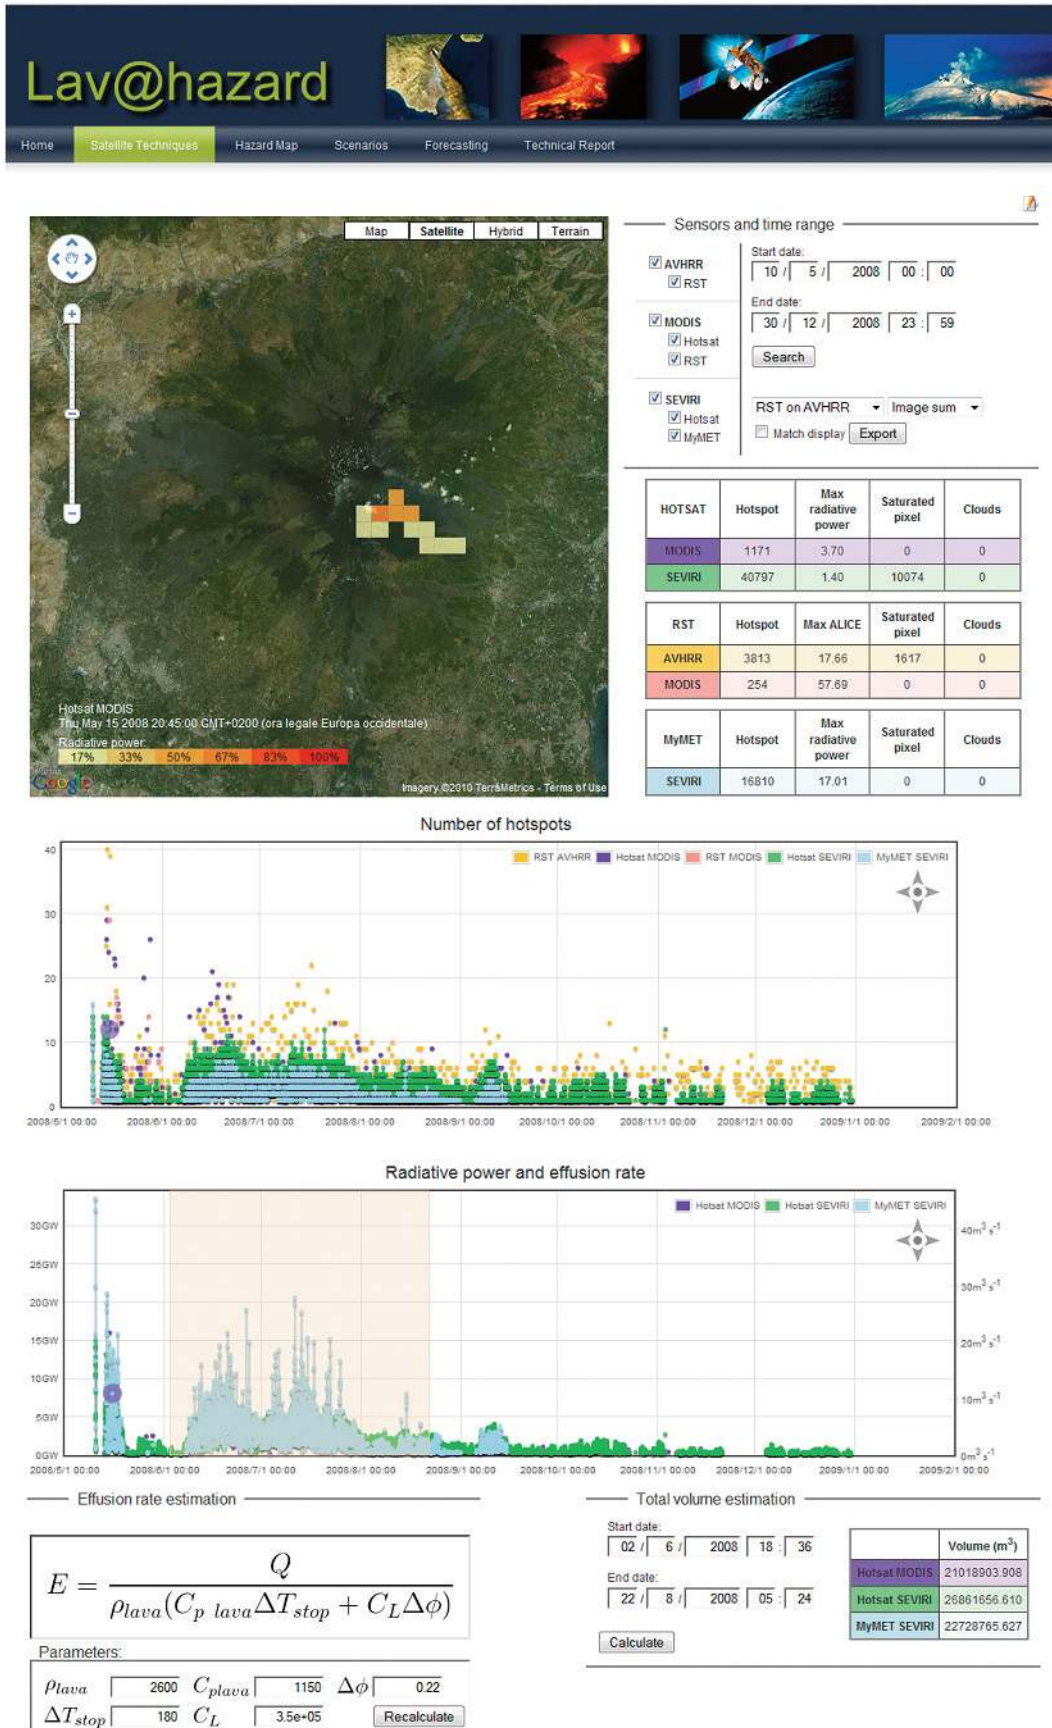 Lav@hazard
Home Satellite Techniques Hazard Map Scenarios Forecasting Technical Report
Map Satellite Hybrid Terrain
Hotsat MODIS
Thu May 15 2008 20:45:00 GMT+0200 (ora legale Europa occidentale)
Radiative power:
17% 33% 50% 67% 83% 100%
Google
Imagery ©2010 TerraMetrics - Terms of Use
Sensors and time range
AVHRR
RST
MODIS
Hotsat
RST
SEVIRI
Hotsat
MyMET
Start date:
10 / 5 / 2008 00 : 00
End date:
30 / 12 / 2008 23 : 59
Search
RST on AVHRR Image sum
Match display Export
HOTSAT Hotspot Max radiative power Saturated pixel Clouds
MODIS 1171 3.70 0 0
SEVIRI 40797 1.40 10074 0
RST Hotspot Max ALICE Saturated pixel Clouds
AVHRR 3813 17.66 1617 0
MODIS 254 57.69 0 0
MyMET Hotspot Max radiative power Saturated pixel Clouds
SEVIRI 16810 17.01 0 0
Number of hotspots
RST AVHRR Hotsat MODIS RST MODIS Hotsat SEVIRI MyMET SEVIRI
40
30
20
10
0
2008/5/1 00:00 2008/6/1 00:00 2008/7/1 00:00 2008/8/1 00:00 2008/9/1 00:00 2008/10/1 00:00 2008/11/1 00:00 2008/12/1 00:00 2009/1/1 00:00 2009/2/1 00:00
Radiative power and effusion rate
Hotsat MODIS Hotsat SEVIRI MyMET SEVIRI
30GW
25GW
20GW
15GW
10GW
5GW
0GW
40m³ s⁻¹
30m³ s⁻¹
20m³ s⁻¹
10m³ s⁻¹
0m³ s⁻¹
2008/5/1 00:00 2008/6/1 00:00 2008/7/1 00:00 2008/8/1 00:00 2008/9/1 00:00 2008/10/1 00:00 2008/11/1 00:00 2008/12/1 00:00 2009/1/1 00:00 2009/2/1 00:00
Effusion rate estimation
E = Q / ρlava(Cp lavaΔTstop + CLΔϕ)
Parameters:
ρlava 2600 Cplava 1150 Δϕ 0.22
ΔTstop 180 CL 3.5e+05 Recalculate
Total volume estimation
Start date:
02 / 6 / 2008 18 : 36
End date:
22 / 8 / 2008 05 : 24
Calculate
Volume (m³)
Hotsat MODIS 21018903.908
Hotsat SEVIRI 26861656.610
MyMET SEVIRI 22728765.627